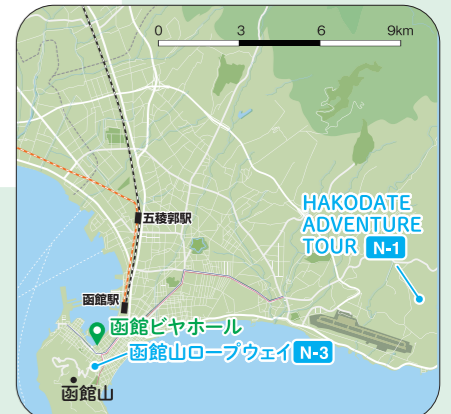 0 3 6 9km
HAKODATE
ADVENTURE
TOUR N-1
五稜郭駅
函館駅
函館ビヤホール
函館山ロープウェイ N-3
函館山